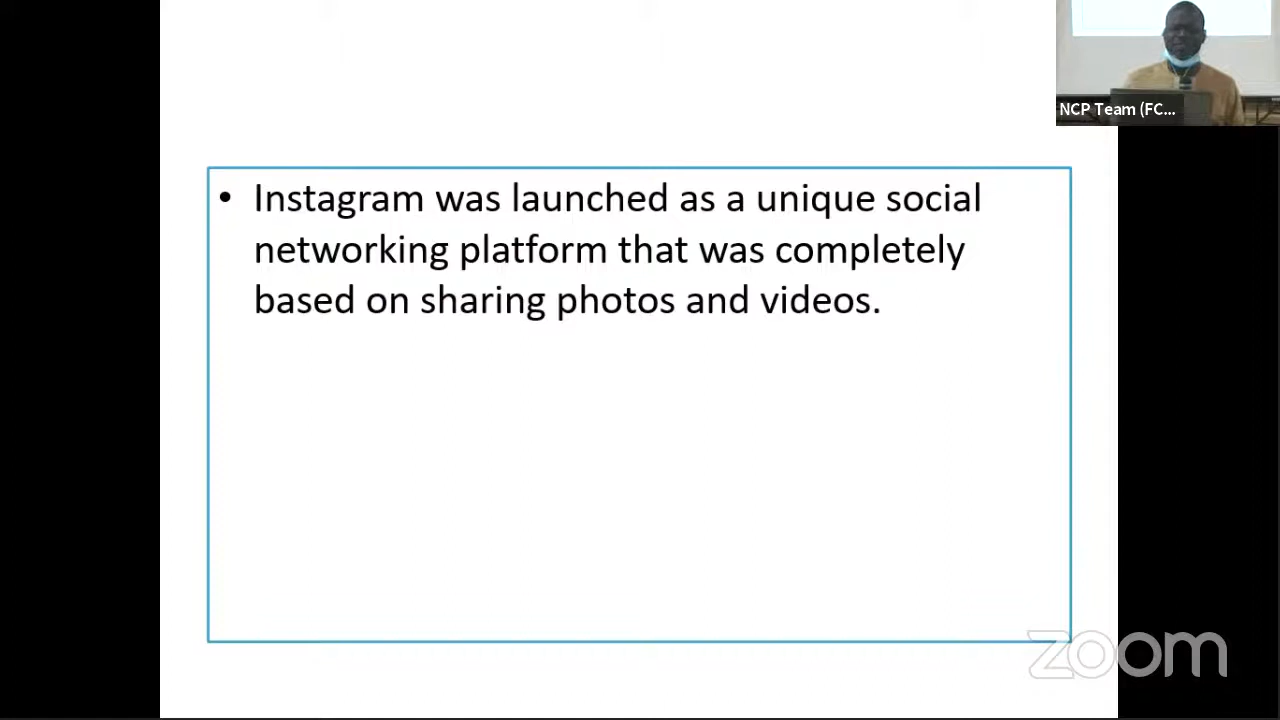 NCP Team (FC...
• Instagram was launched as a unique social
networking platform that was completely
based on sharing photos and videos.
zoom